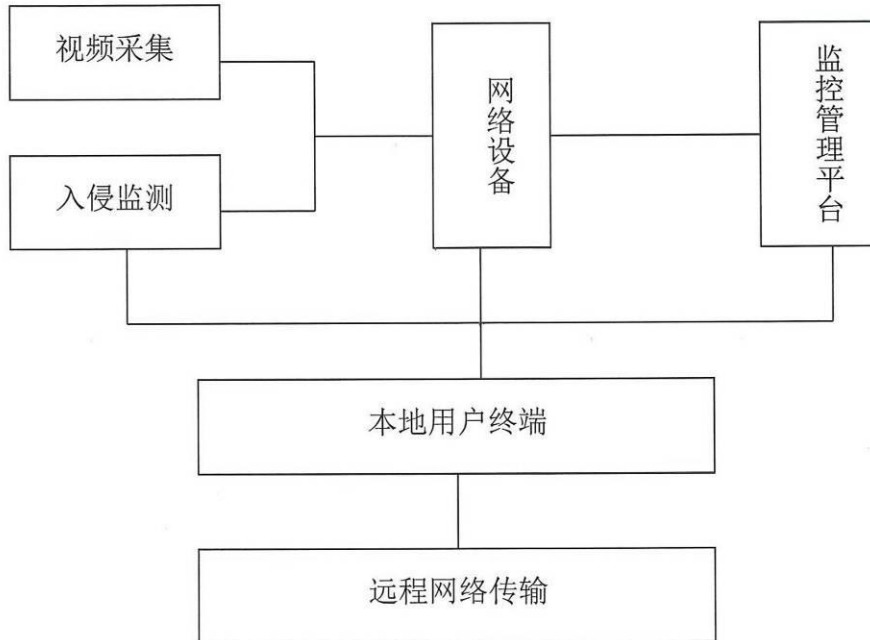 视频采集
入侵监测
网络设备
监控管理平台
本地用户终端
远程网络传输